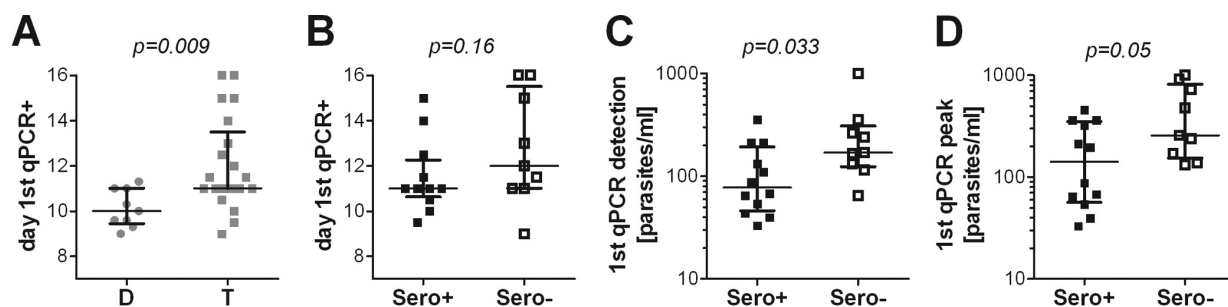 A
p=0.009
day 1st qPCR+
16
14
12
10
8
D T
B
p=0.16
day 1st qPCR+
16
14
12
10
8
Sero+ Sero-
C
p=0.033
1st qPCR detection
[parasites/ml]
1000
100
10
Sero+ Sero-
D
p=0.05
1st qPCR peak
[parasites/ml]
1000
100
10
Sero+ Sero-